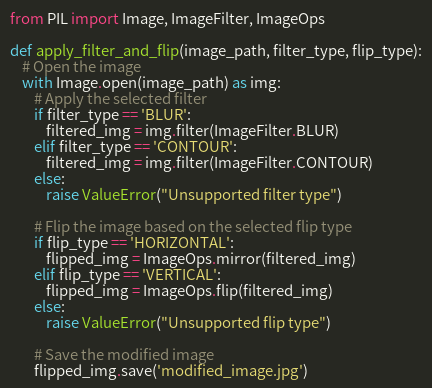 from PIL import Image, ImageFilter, ImageOps

def apply_filter_and_flip(image_path, filter_type, flip_type):
    # Open the image
    with Image.open(image_path) as img:
        # Apply the selected filter
        if filter_type == 'BLUR':
            filtered_img = img.filter(ImageFilter.BLUR)
        elif filter_type == 'CONTOUR':
            filtered_img = img.filter(ImageFilter.CONTOUR)
        else:
            raise ValueError("Unsupported filter type")

        # Flip the image based on the selected flip type
        if flip_type == 'HORIZONTAL':
            flipped_img = ImageOps.mirror(filtered_img)
        elif flip_type == 'VERTICAL':
            flipped_img = ImageOps.flip(filtered_img)
        else:
            raise ValueError("Unsupported flip type")

        # Save the modified image
        flipped_img.save('modified_image.jpg')